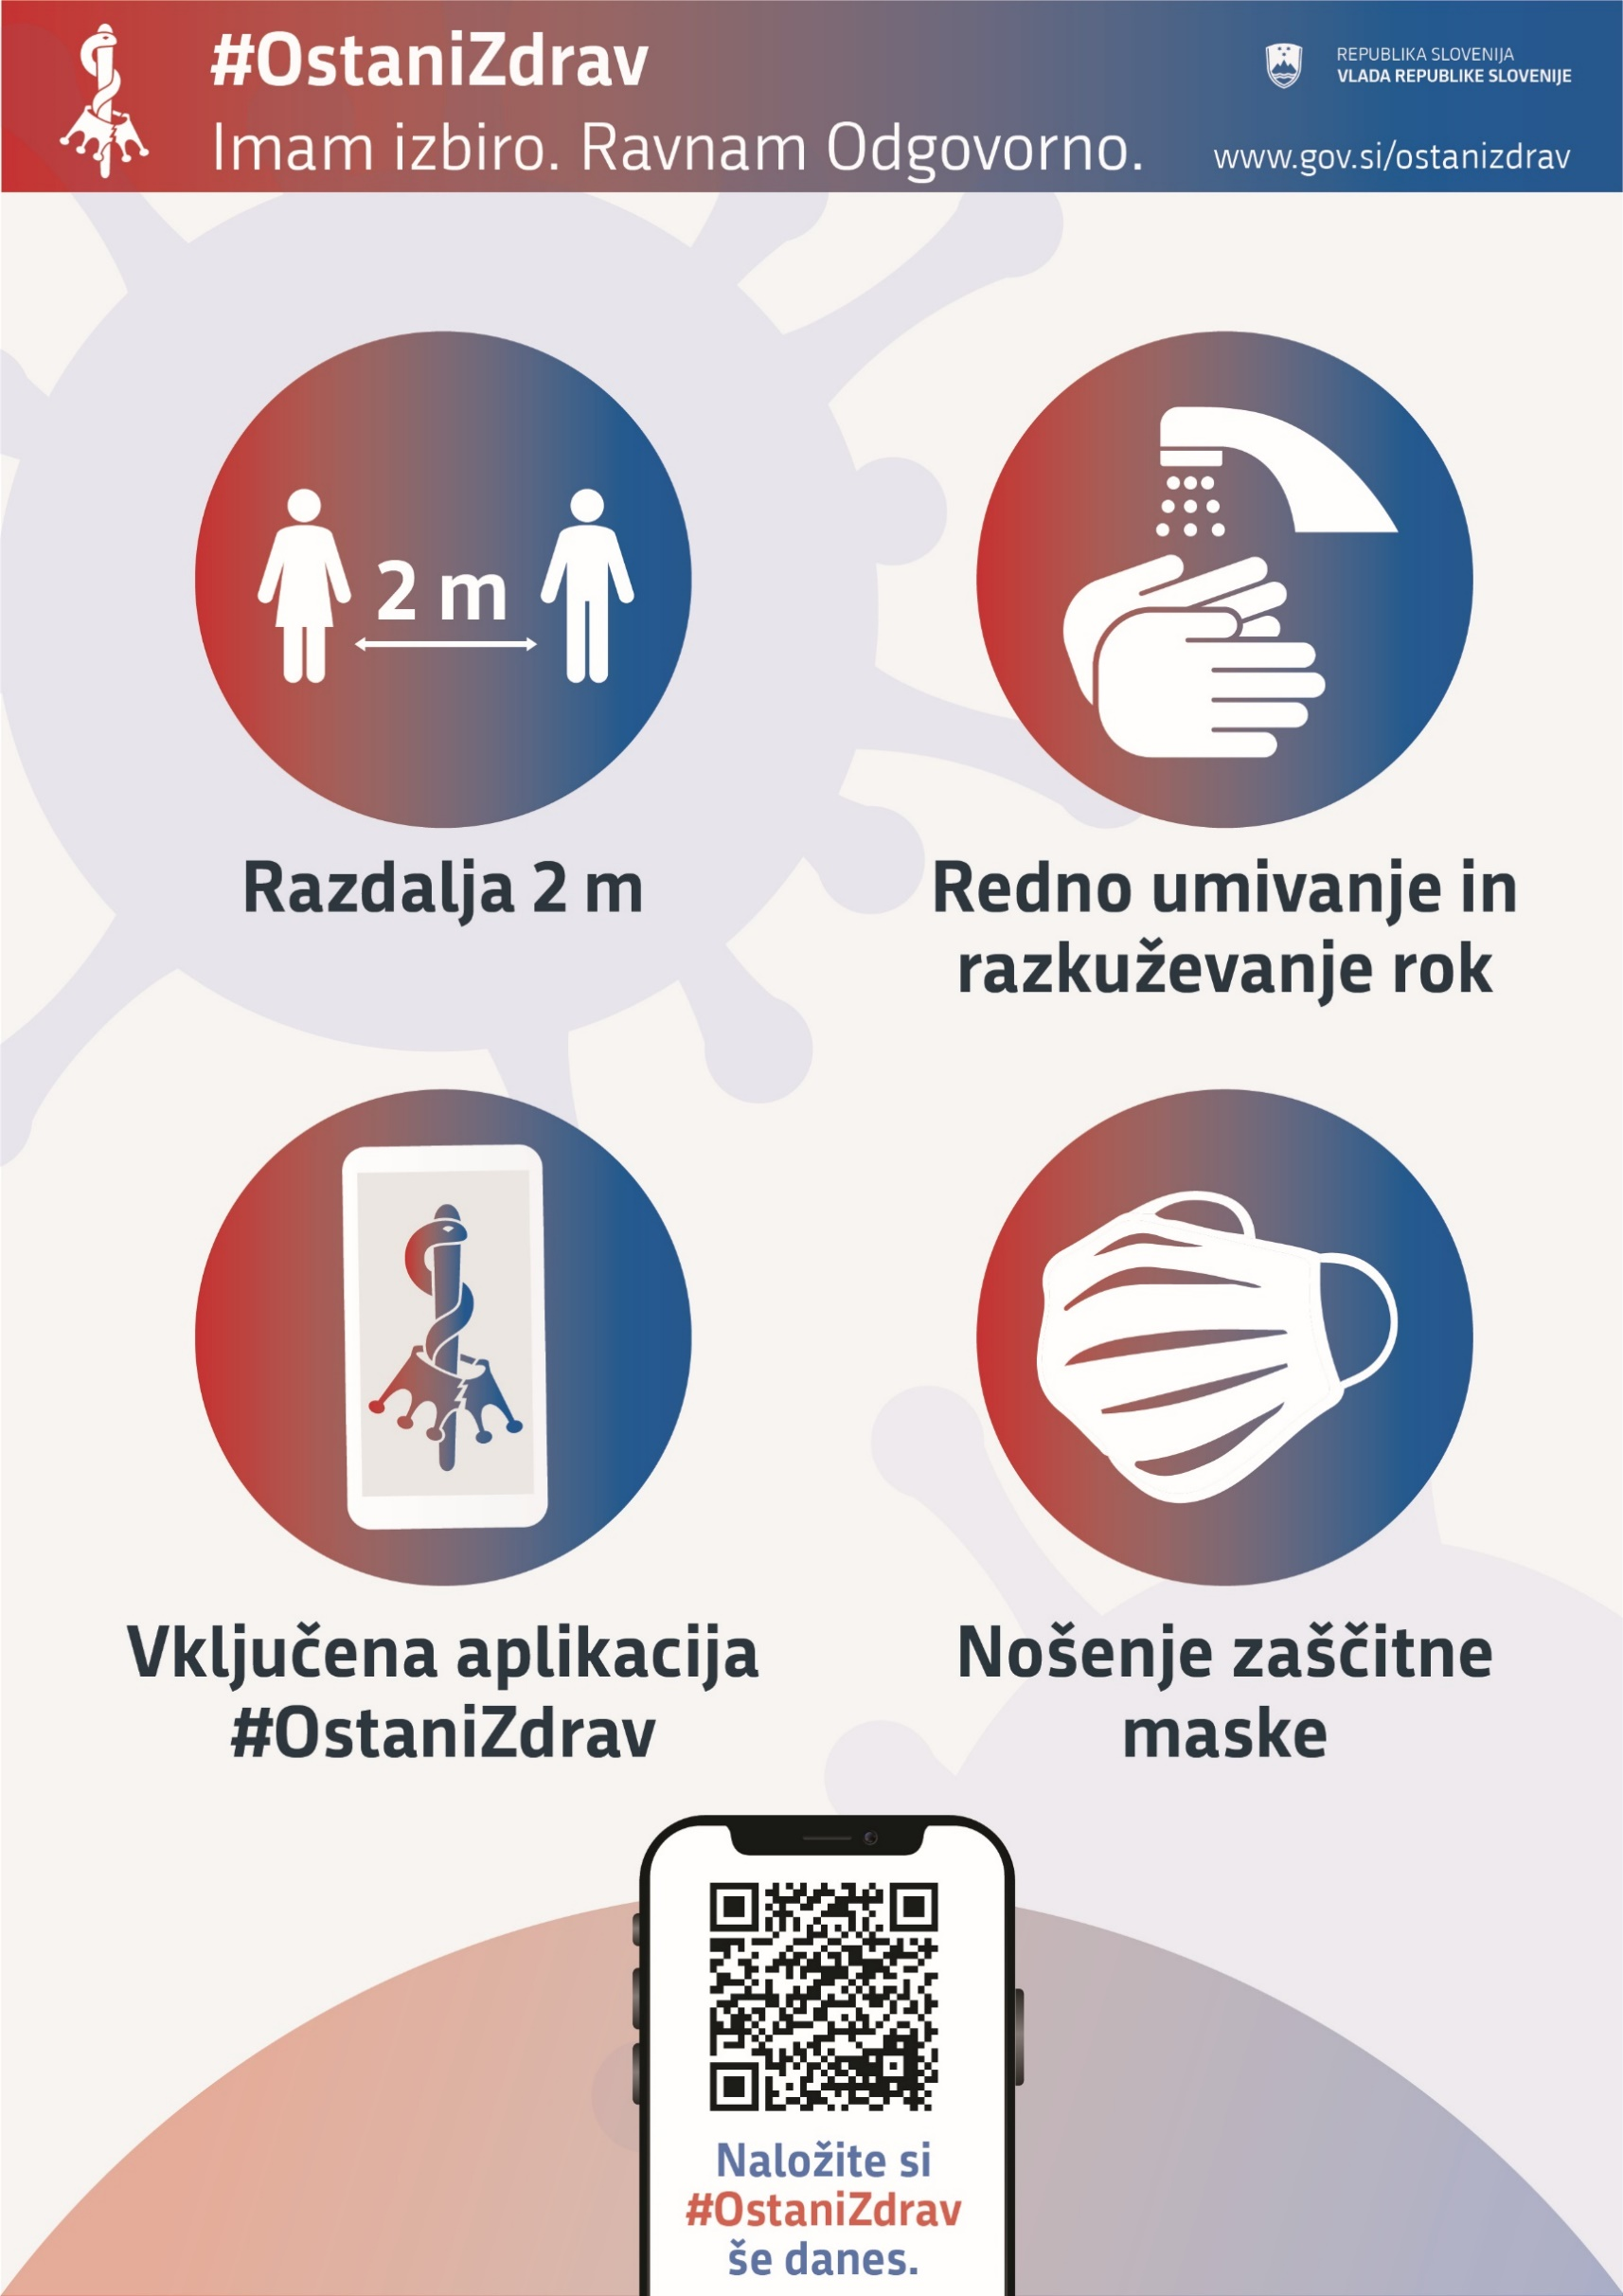 #OstaniZdrav
Imam izbiro. Ravnam Odgovorno.
REPUBLIKA SLOVENIJA
VLADA REPUBLIKE SLOVENIJE
www.gov.si/ostanizdrav
2 m
Razdalja 2 m
Redno umivanje in
razkuževanje rok
Vključena aplikacija
#OstaniZdrav
Nošenje zaščitne
maske
Naložite si
#OstaniZdrav
še danes.